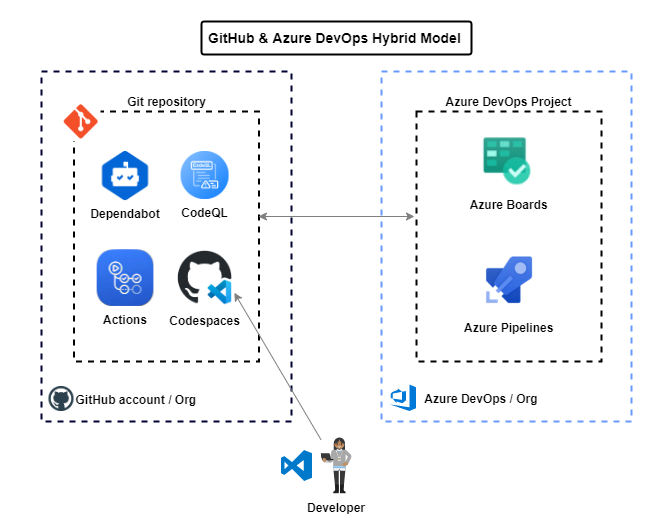 GitHub & Azure DevOps Hybrid Model
Git repository
CodeQL
Dependabot
CodeQL
Actions
Codespaces
GitHub account / Org
Azure DevOps Project
Azure Boards
Azure Pipelines
Azure DevOps / Org
Developer